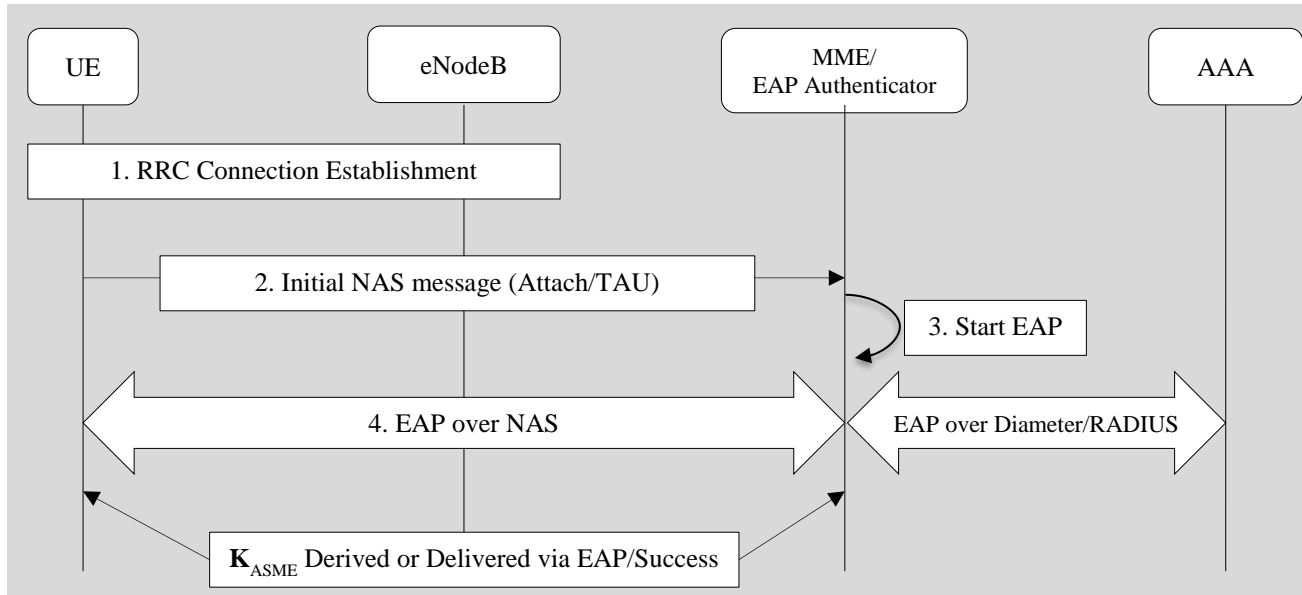 UE
eNodeB
MME/
EAP Authenticator
AAA
1. RRC Connection Establishment
2. Initial NAS message (Attach/TAU)
3. Start EAP
4. EAP over NAS
EAP over Diameter/RADIUS
KASME Derived or Delivered via EAP/Success